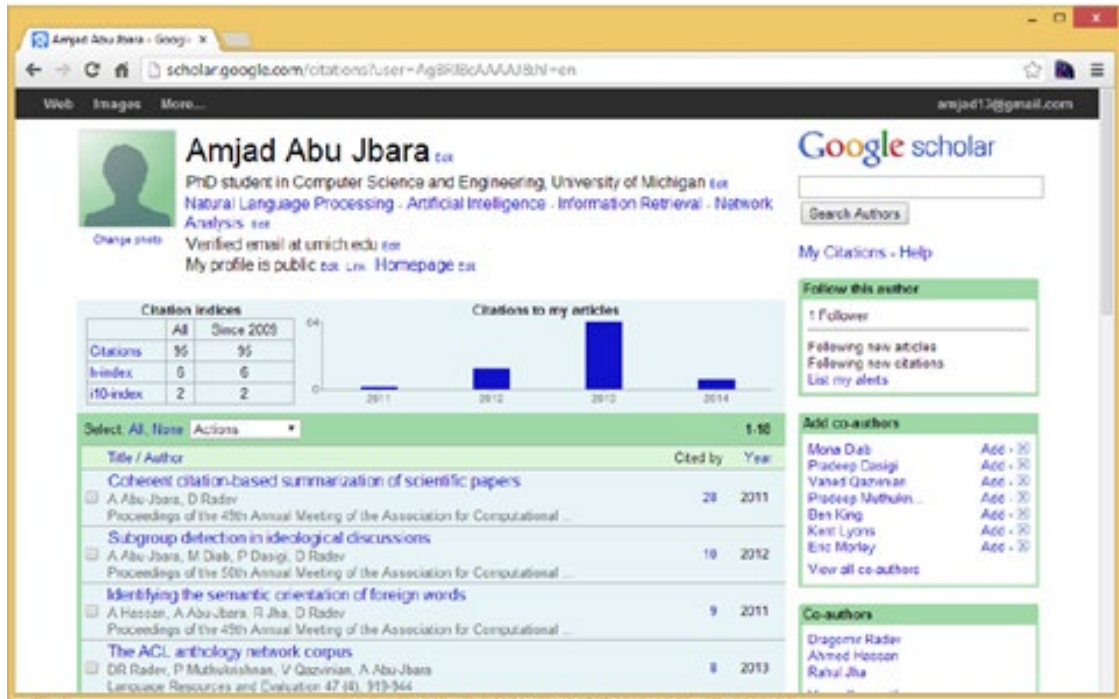 Amjad Abu Jbara - Googl
scholar.google.com/citations?user=
Web Images More...
amjad13@gmail.com
Amjad Abu Jbara Edit
PhD student in Computer Science and Engineering, University of Michigan Edit
Natural Language Processing - Artificial Intelligence - Information Retrieval - Network
Analysis Edit
Verified email at umich.edu Edit
My profile is public Edit Link Homepage Edit
Change photo
Google scholar
Search Authors
My Citations - Help
Citation indices
All Since 2009
Citations 95 95
h-index 6 6
i10-index 2 2
Citations to my articles
64
0
2011 2012 2013 2014
Follow this author
1 Follower
Following new articles
Following new citations
List my alerts
Select: All, None Actions 1-18
Title / Author Cited by Year
Coherent citation-based summarization of scientific papers
A Abu-Jbara, D Radev 28 2011
Proceedings of the 49th Annual Meeting of the Association for Computational ...
Subgroup detection in ideological discussions
A Abu-Jbara, M Diab, P Dasigi, D Radev 10 2012
Proceedings of the 50th Annual Meeting of the Association for Computational ...
Identifying the semantic orientation of foreign words
A Hassan, A Abu-Jbara, R Jha, D Radev 9 2011
Proceedings of the 49th Annual Meeting of the Association for Computational ...
The ACL anthology network corpus
DR Radev, P Muthukrishnan, V Qazvinian, A Abu-Jbara 8 2013
Language Resources and Evaluation 47 (4), 919-944
Add co-authors
Mona Diab Add -
Pradeep Dasigi Add -
Vahed Qazvinian Add -
Pradeep Muthukri... Add -
Ben King Add -
Kent Lyons Add -
Eric Morley Add -
View all co-authors
Co-authors
Dragomir Radev
Ahmed Hassan
Rahul Jha